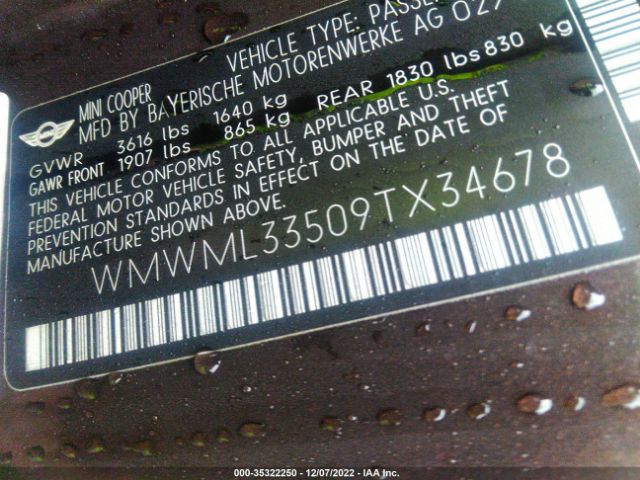 MINI COOPER VEHICLE TYPE:
MFD BY BAYERISCHE MOTORENWERKE AG
GVWR 3616 lbs 1640 kg
GAWR FRONT 1907 lbs 865 kg REAR 1830 lbs 830 kg
THIS VEHICLE CONFORMS TO ALL APPLICABLE U.S.
FEDERAL MOTOR VEHICLE SAFETY, BUMPER AND THEFT
PREVENTION STANDARDS IN EFFECT ON THE DATE OF
MANUFACTURE SHOWN ABOVE.
WMWML33509TX34678
000-35322250 - 12/07/2022 - IAA Inc.